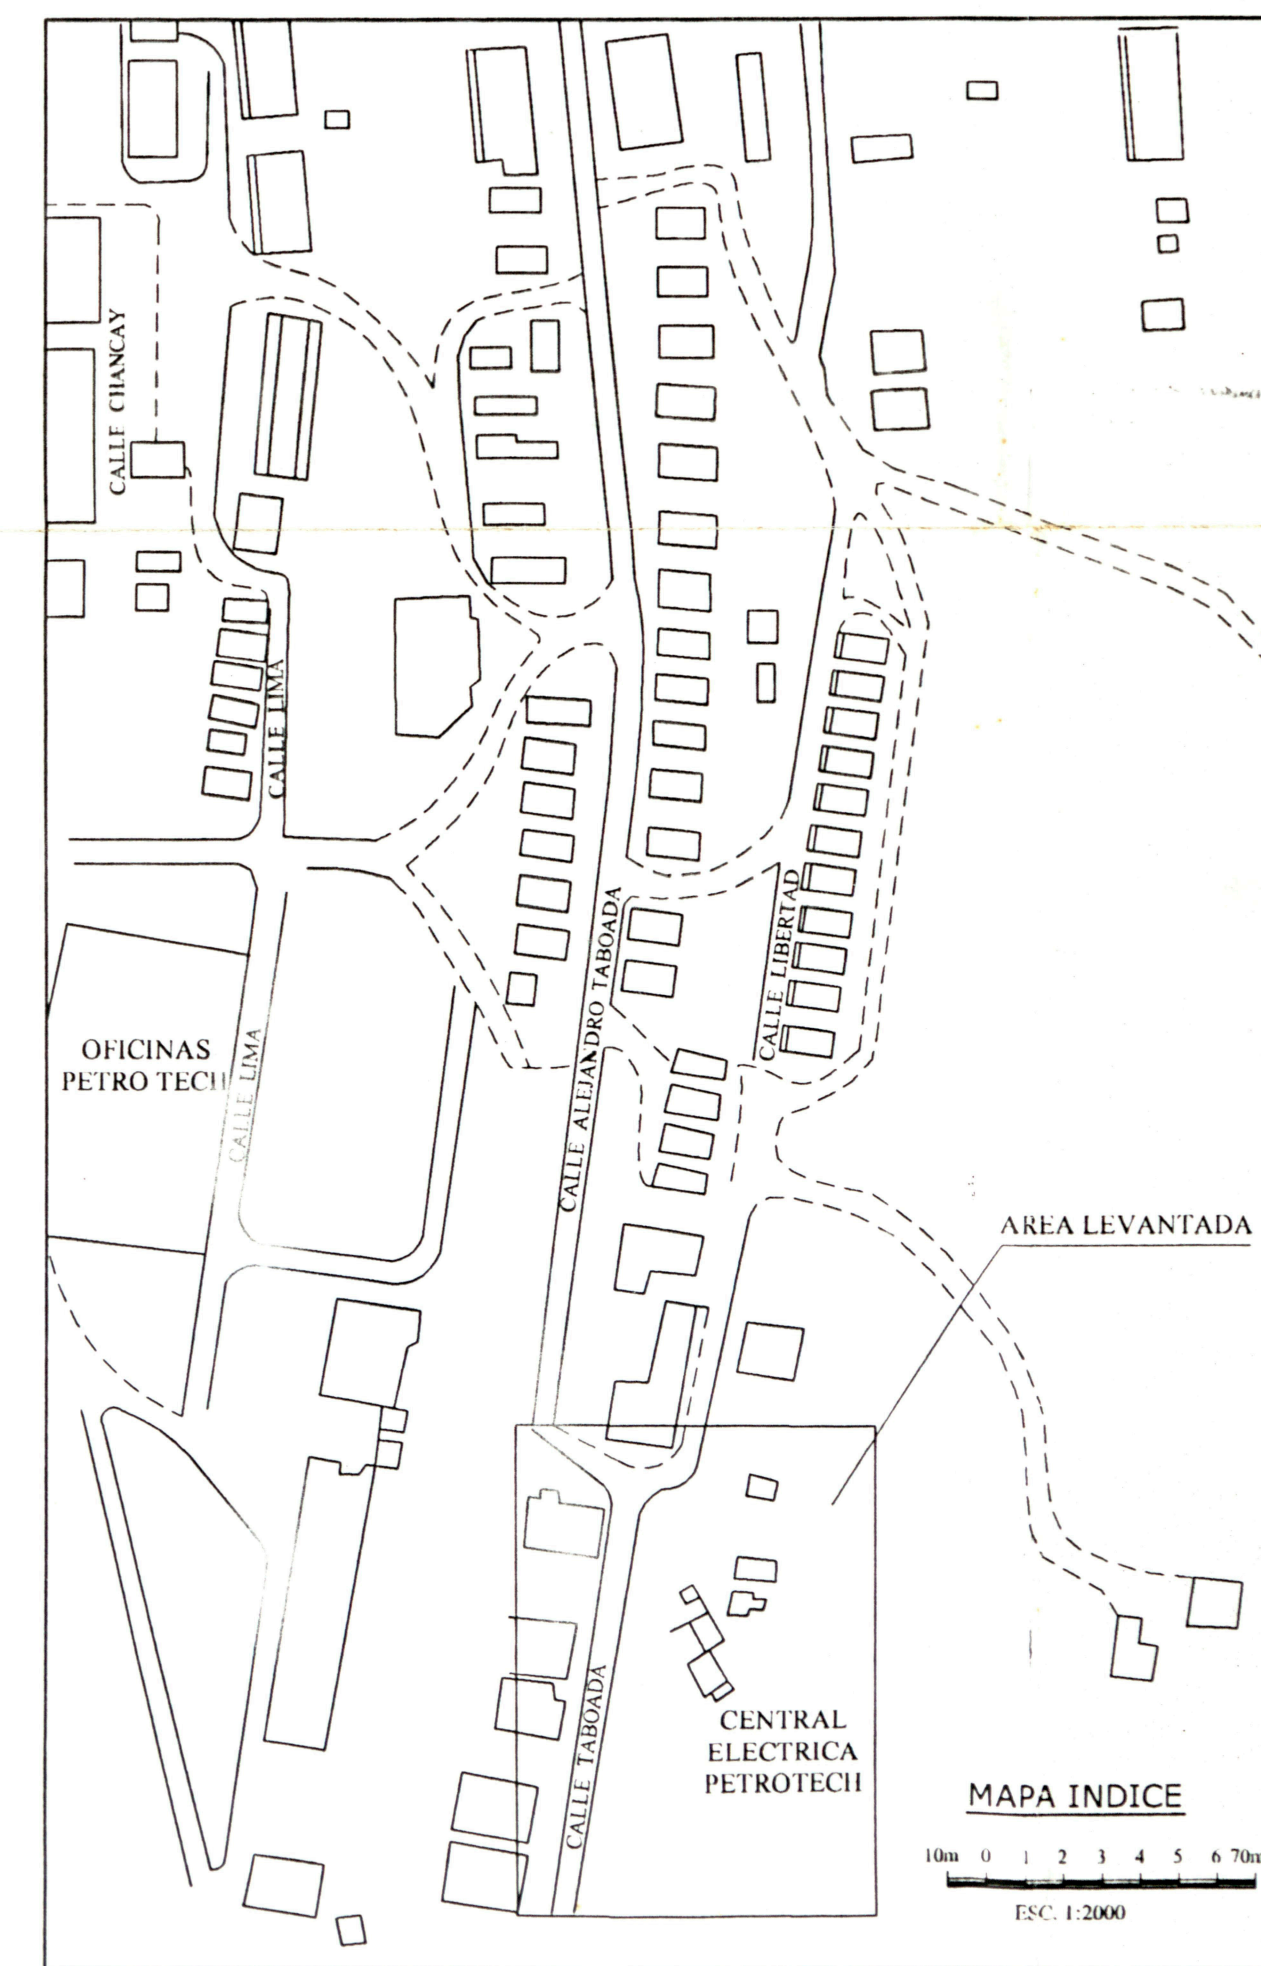 CALLE CHANCAY
CALLE LIMA
CALLE ALEJANDRO TABOADA
CALLE LIBERTAD
OFICINAS
PETRO TECH
CALLE LIMA
AREA LEVANTADA
CALLE TABOADA
CENTRAL
ELECTRICA
PETROTECH
MAPA INDICE
10m 0 1 2 3 4 5 6 70m
ESC. 1:2000